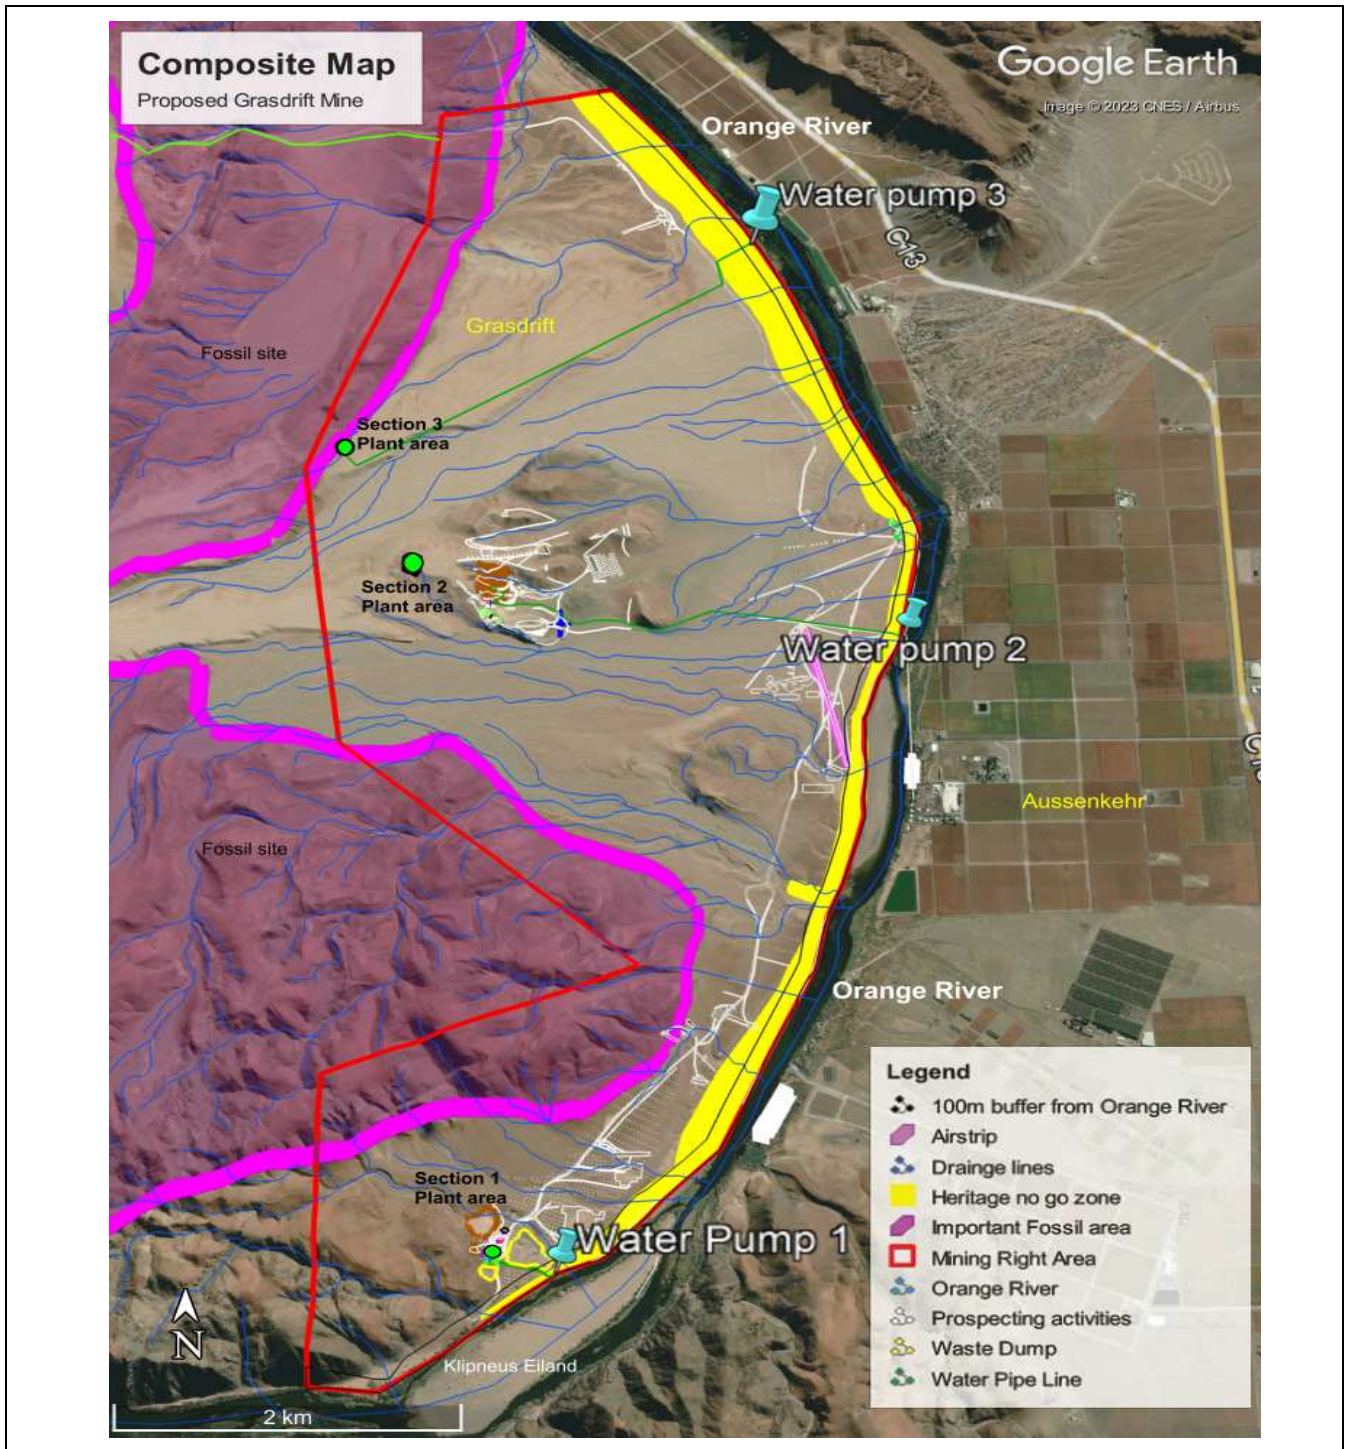 Composite Map
Proposed Grasdrift Mine
Google Earth
Image © 2023 CNES / Airbus
Orange River
Water pump 3
C13
Grasdrift
Fossil site
Section 3
Plant area
Section 2
Plant area
Water pump 2
Aussenkehr
Fossil site
Orange River
Section 1
Plant area
Water Pump 1
Klipneus Eiland
N
2 km
Legend
100m buffer from Orange River
Airstrip
Drainge lines
Heritage no go zone
Important Fossil area
Mining Right Area
Orange River
Prospecting activities
Waste Dump
Water Pipe Line